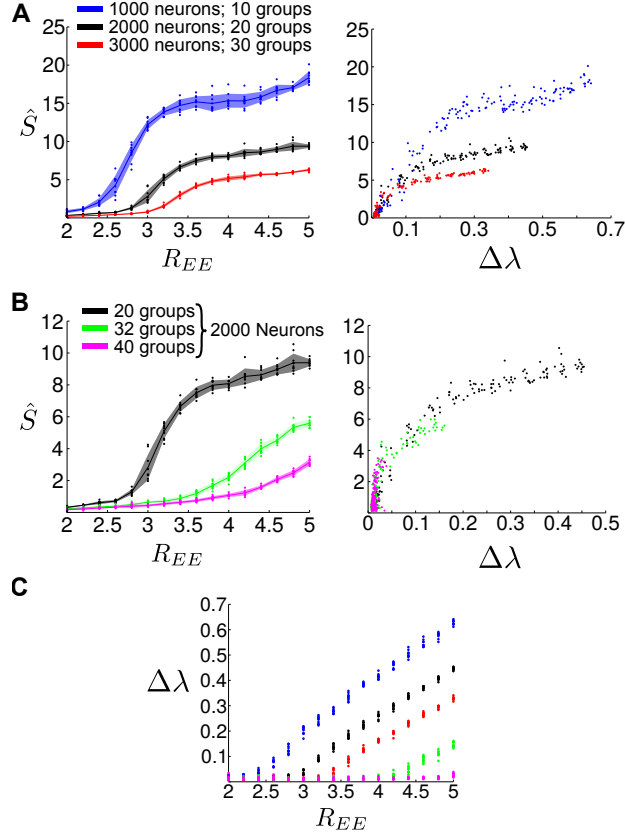 A
1000 neurons; 10 groups
2000 neurons; 20 groups
3000 neurons; 30 groups
25
20
15
10
5
Ŝ
2 2.5 3 3.5 4 4.5 5
R_EE
25
20
15
10
5
0.1 0.3 0.5 0.7
Δλ
B
20 groups
32 groups
40 groups
2000 Neurons
12
10
8
6
4
2
Ŝ
2 2.5 3 3.5 4 4.5 5
R_EE
12
10
8
6
4
2
0 0.1 0.2 0.3 0.4 0.5
Δλ
C
0.7
0.6
0.5
0.4
0.3
0.2
0.1
Δλ
2 2.5 3 3.5 4 4.5 5
R_EE